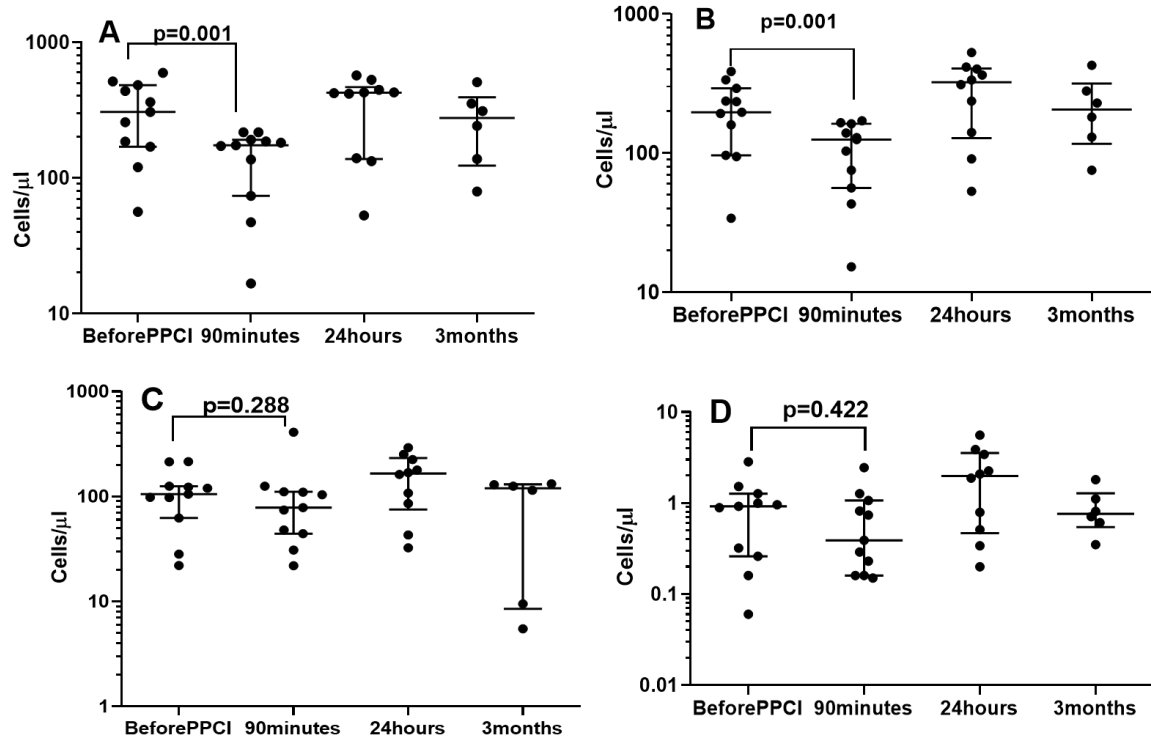 A
p=0.001
1000
100
10
Cells/µl
BeforePPCI 90minutes 24hours 3months
B
p=0.001
1000
100
10
Cells/µl
BeforePPCI 90minutes 24hours 3months
C
p=0.288
1000
100
10
1
Cells/µl
BeforePPCI 90minutes 24hours 3months
D
p=0.422
10
1
0.1
0.01
Cells/µl
BeforePPCI 90minutes 24hours 3months